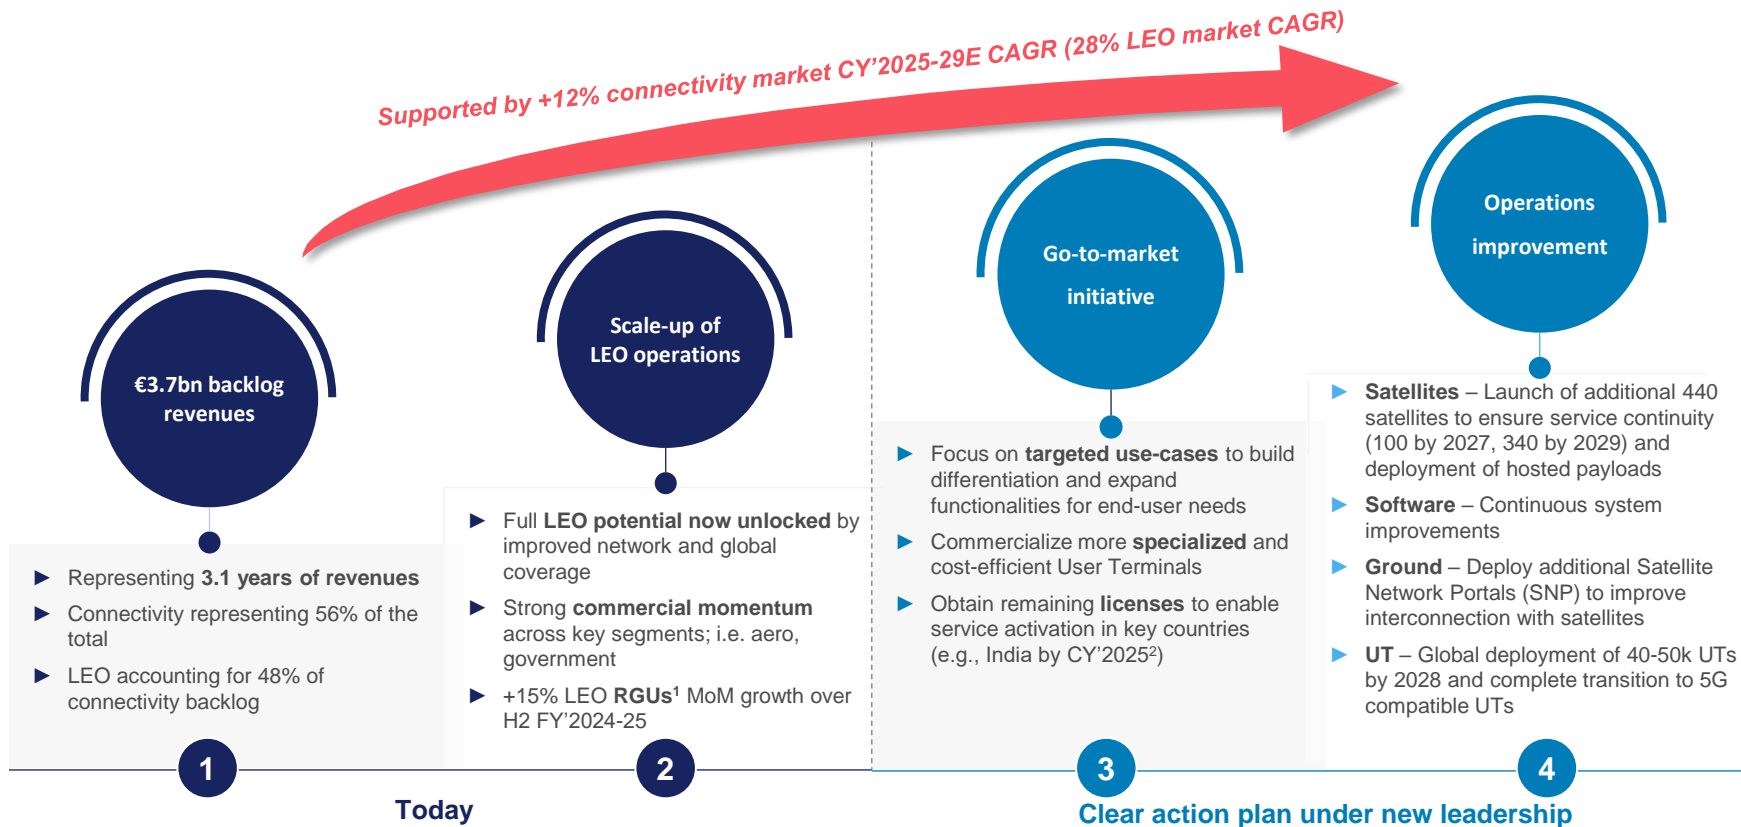 Supported by +12% connectivity market CY'2025-29E CAGR (28% LEO market CAGR)
€3.7bn backlog
revenues
► Representing 3.1 years of revenues
► Connectivity representing 56% of the
total
► LEO accounting for 48% of
connectivity backlog
1
Scale-up of
LEO operations
► Full LEO potential now unlocked by
improved network and global
coverage
► Strong commercial momentum
across key segments; i.e. aero,
government
► +15% LEO RGUs¹ MoM growth over
H2 FY'2024-25
2
Today
Go-to-market
initiative
► Focus on targeted use-cases to build
differentiation and expand
functionalities for end-user needs
► Commercialize more specialized and
cost-efficient User Terminals
► Obtain remaining licenses to enable
service activation in key countries
(e.g., India by CY'2025²)
3
Operations
improvement
► Satellites – Launch of additional 440
satellites to ensure service continuity
(100 by 2027, 340 by 2029) and
deployment of hosted payloads
► Software – Continuous system
improvements
► Ground – Deploy additional Satellite
Network Portals (SNP) to improve
interconnection with satellites
► UT – Global deployment of 40-50k UTs
by 2028 and complete transition to 5G
compatible UTs
4
Clear action plan under new leadership